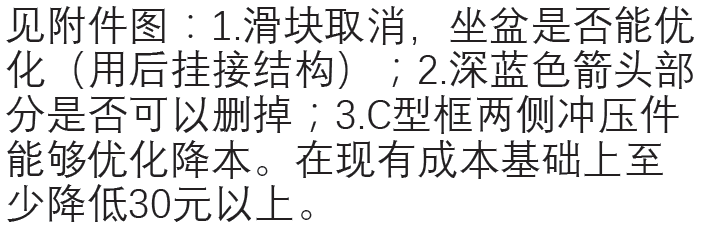 见附件图：1.滑块取消，坐盆是否能优
化（用后挂接结构）；2.深蓝色箭头部
分是否可以删掉；3.C型框两侧冲压件
能够优化降本。在现有成本基础上至
少降低30元以上。